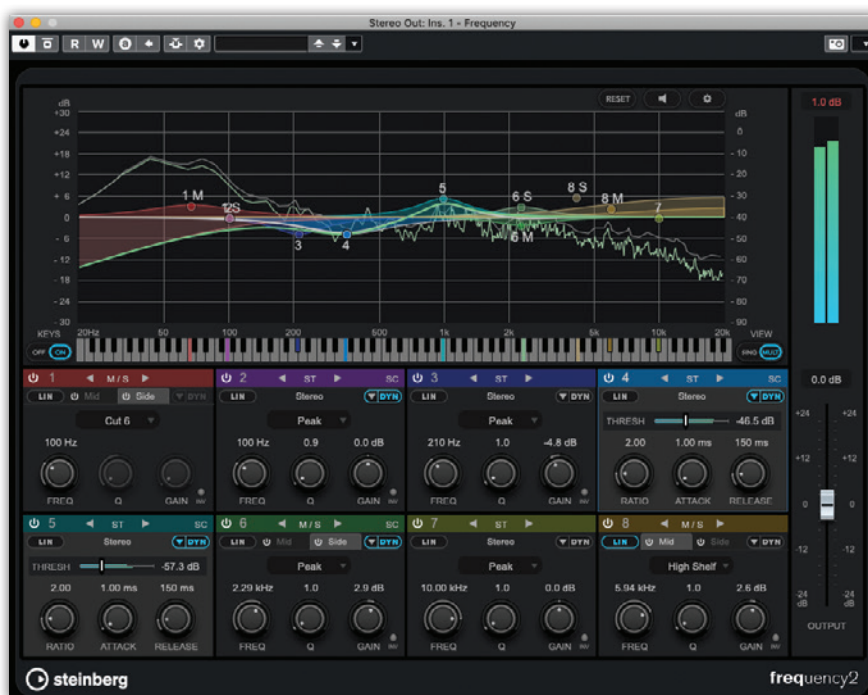 Stereo Out: Ins. 1 - Frequency
R W
RESET
1.0 dB
dB
+30
+24
+18
+12
+6
0
-6
-12
-18
-24
-30
1 M
3
4
5
6 S
6 M
8 S
8 M
7
dB
0
-10
-20
-30
-40
-50
-60
-70
-80
-90
KEYS
OFF ON
20Hz 50 100 200 500 1k 2k 5k 10k 20k
VIEW
SING MULT
1 M / S
LIN Mid Side DYN
Cut 6
100 Hz
FREQ Q GAIN INV
2 ST SC
LIN Stereo DYN
Peak
100 Hz 0.9 0.0 dB
FREQ Q GAIN INV
3 ST SC
LIN Stereo DYN
Peak
210 Hz 1.0 -4.8 dB
FREQ Q GAIN INV
4 ST SC
LIN Stereo DYN
THRESH -46.5 dB
2.00 1.00 ms 150 ms
RATIO ATTACK RELEASE
5 ST SC
LIN Stereo DYN
THRESH -57.3 dB
2.00 1.00 ms 150 ms
RATIO ATTACK RELEASE
6 M / S SC
LIN Mid Side DYN
Peak
2.29 kHz 1.0 2.9 dB
FREQ Q GAIN INV
7 ST SC
LIN Stereo DYN
Peak
10.00 kHz 1.0 0.0 dB
FREQ Q GAIN INV
8 M / S SC
LIN Mid Side DYN
High Shelf
5.94 kHz 1.0 2.6 dB
FREQ Q GAIN INV
0.0 dB
+24 +24
+12 +12
0 0
-12 -12
-24 -24
dB dB
OUTPUT
steinberg
frequency2